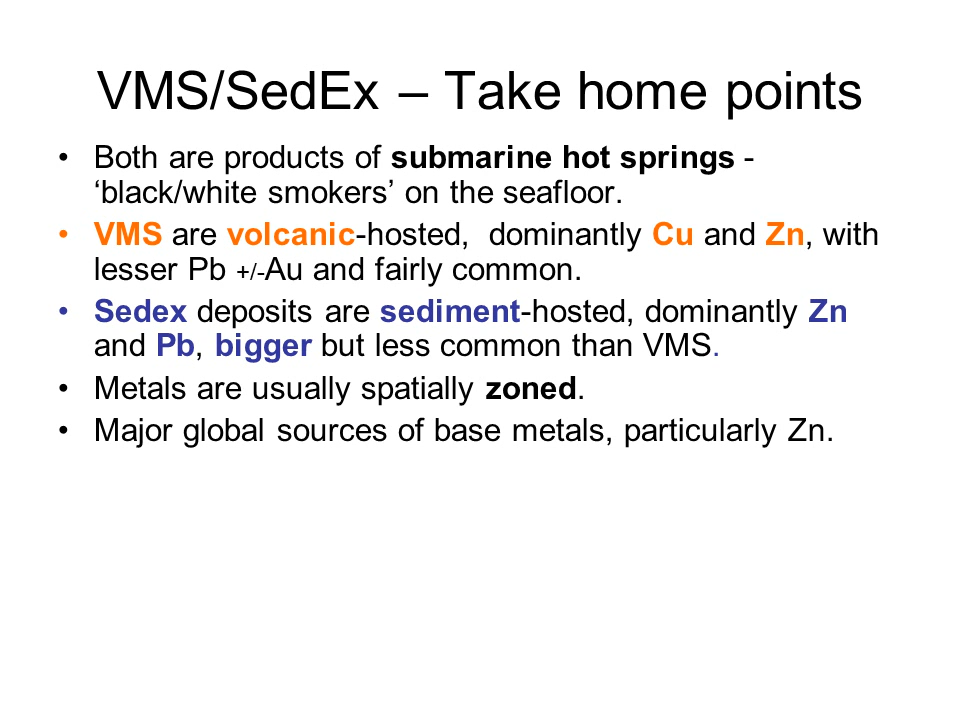 VMS/SedEx – Take home points
• Both are products of submarine hot springs -
‘black/white smokers’ on the seafloor.
• VMS are volcanic-hosted, dominantly Cu and Zn, with
lesser Pb +/-Au and fairly common.
• Sedex deposits are sediment-hosted, dominantly Zn
and Pb, bigger but less common than VMS.
• Metals are usually spatially zoned.
• Major global sources of base metals, particularly Zn.